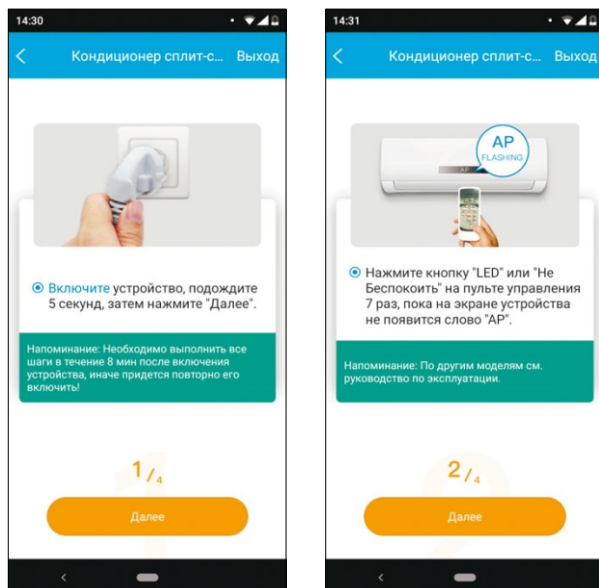 14:30
Кондиционер сплит-с... Выход
Включите устройство, подождите
5 секунд, затем нажмите "Далее".
Напоминание: Необходимо выполнить все
шаги в течение 8 мин после включения
устройства, иначе придется повторно его
включить!
1/4
Далее
14:31
Кондиционер сплит-с... Выход
AP
FLASHING
AP
Нажмите кнопку "LED" или "Не
Беспокоить" на пульте управления
7 раз, пока на экране устройства
не появится слово "AP".
Напоминание: По другим моделям см.
руководство по эксплуатации.
2/4
Далее